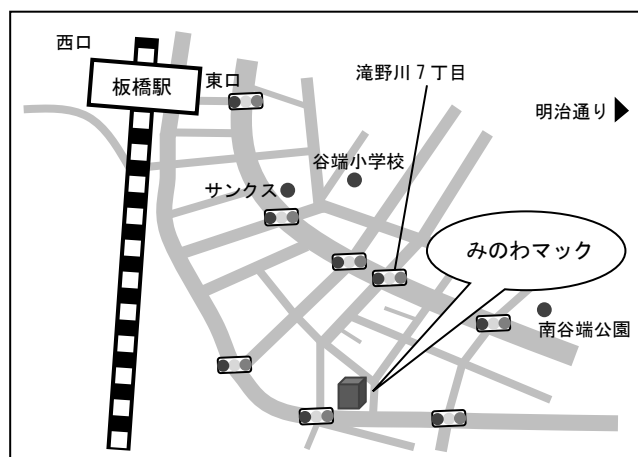 西口
板橋駅
東口
滝野川７丁目
明治通り
谷端小学校
サンクス
みのわマック
南谷端公園